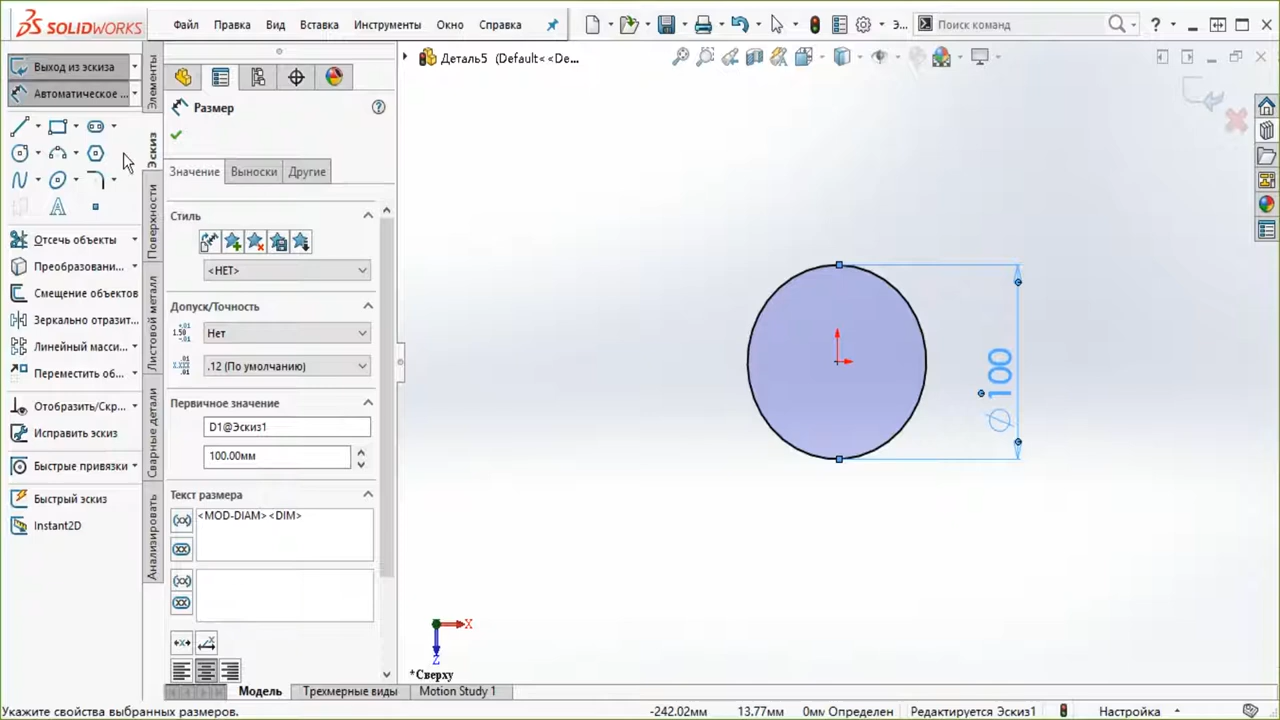 SOLIDWORKS
Файл
Правка
Вид
Вставка
Инструменты
Окно
Справка
Э...
Поиск команд
?
Выход из эскиза
Автоматическое ...
Отсечь объекты
Преобразовани...
Смещение объектов
Зеркально отразит...
Линейный масси...
Переместить об...
Отобразить/Скр...
Исправить эскиз
Быстрые привязки
Быстрый эскиз
Instant2D
Элементы
Эскиз
Поверхности
Листовой металл
Сварные детали
Анализировать
Размер
Значение
Выноски
Другие
Стиль
<НЕТ>
Допуск/Точность
Нет
.12 (По умолчанию)
Первичное значение
D1@Эскиз1
100.00мм
Текст размера
<MOD-DIAM><DIM>
Деталь5 (Default< <De...
∅100
X
Z
*Сверху
Модель
Трехмерные виды
Motion Study 1
Укажите свойства выбранных размеров.
-242.02мм
13.77мм
0мм Определен
Редактируется Эскиз1
Настройка